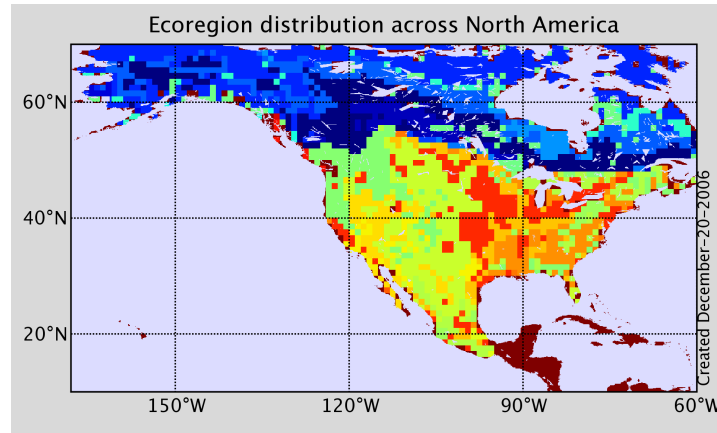 Ecoregion distribution across North America
60°N
40°N
20°N
150°W
120°W
90°W
60°W
Created December-20-2006